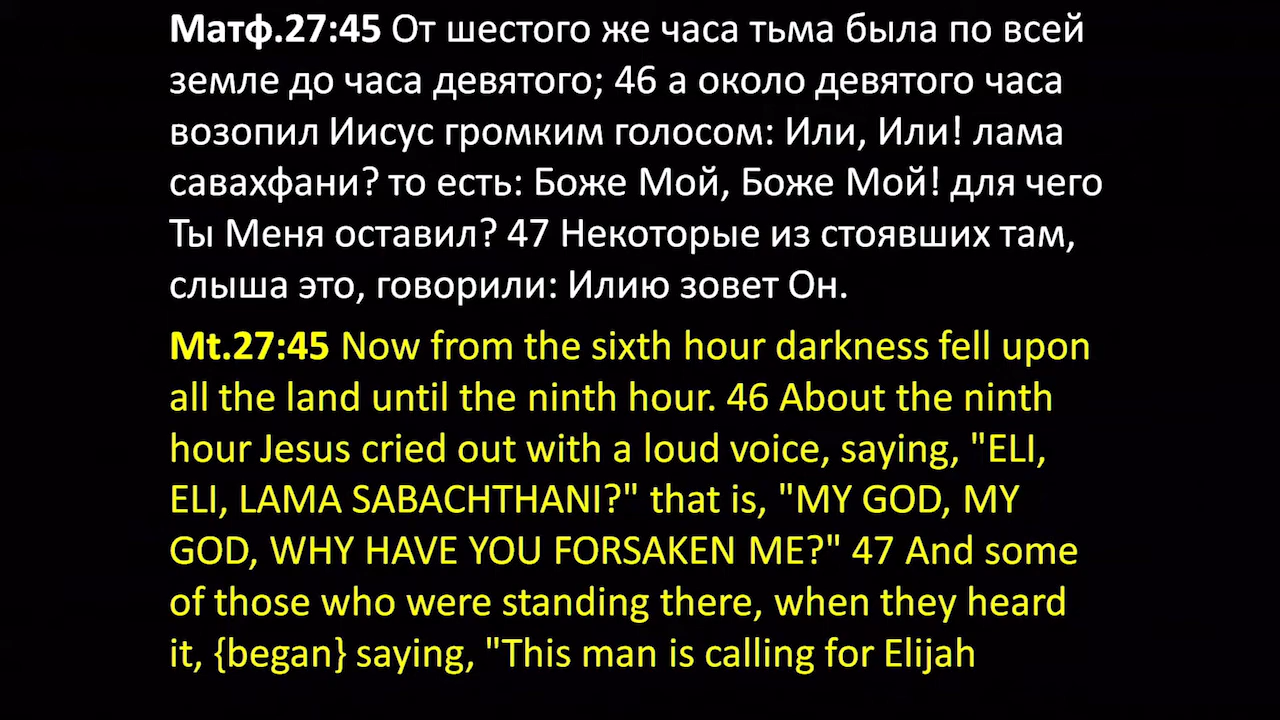 Матф.27:45 От шестого же часа тьма была по всей
земле до часа девятого; 46 а около девятого часа
возопил Иисус громким голосом: Или, Или! лама
савахфани? то есть: Боже Мой, Боже Мой! для чего
Ты Меня оставил? 47 Некоторые из стоявших там,
слыша это, говорили: Илию зовет Он.
Mt.27:45 Now from the sixth hour darkness fell upon
all the land until the ninth hour. 46 About the ninth
hour Jesus cried out with a loud voice, saying, "ELI,
ELI, LAMA SABACHTHANI?" that is, "MY GOD, MY
GOD, WHY HAVE YOU FORSAKEN ME?" 47 And some
of those who were standing there, when they heard
it, {began} saying, "This man is calling for Elijah